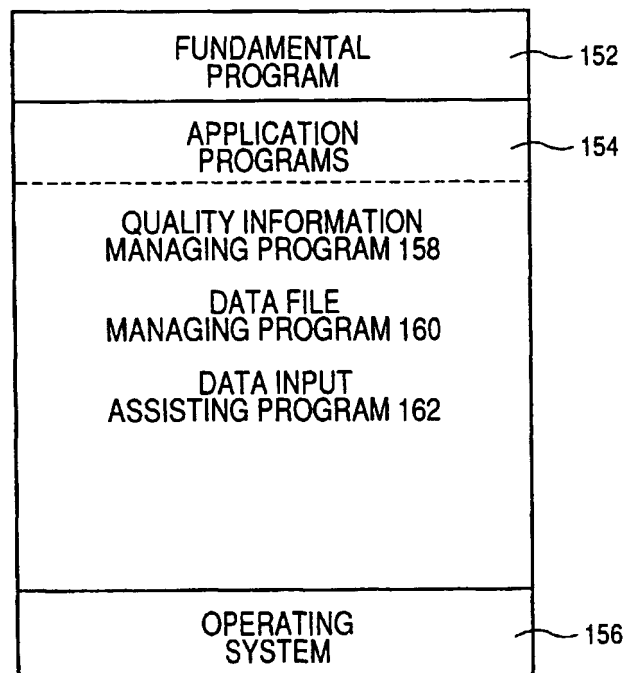 FUNDAMENTAL
PROGRAM
152
APPLICATION
PROGRAMS
154
QUALITY INFORMATION
MANAGING PROGRAM 158
DATA FILE
MANAGING PROGRAM 160
DATA INPUT
ASSISTING PROGRAM 162
OPERATING
SYSTEM
156